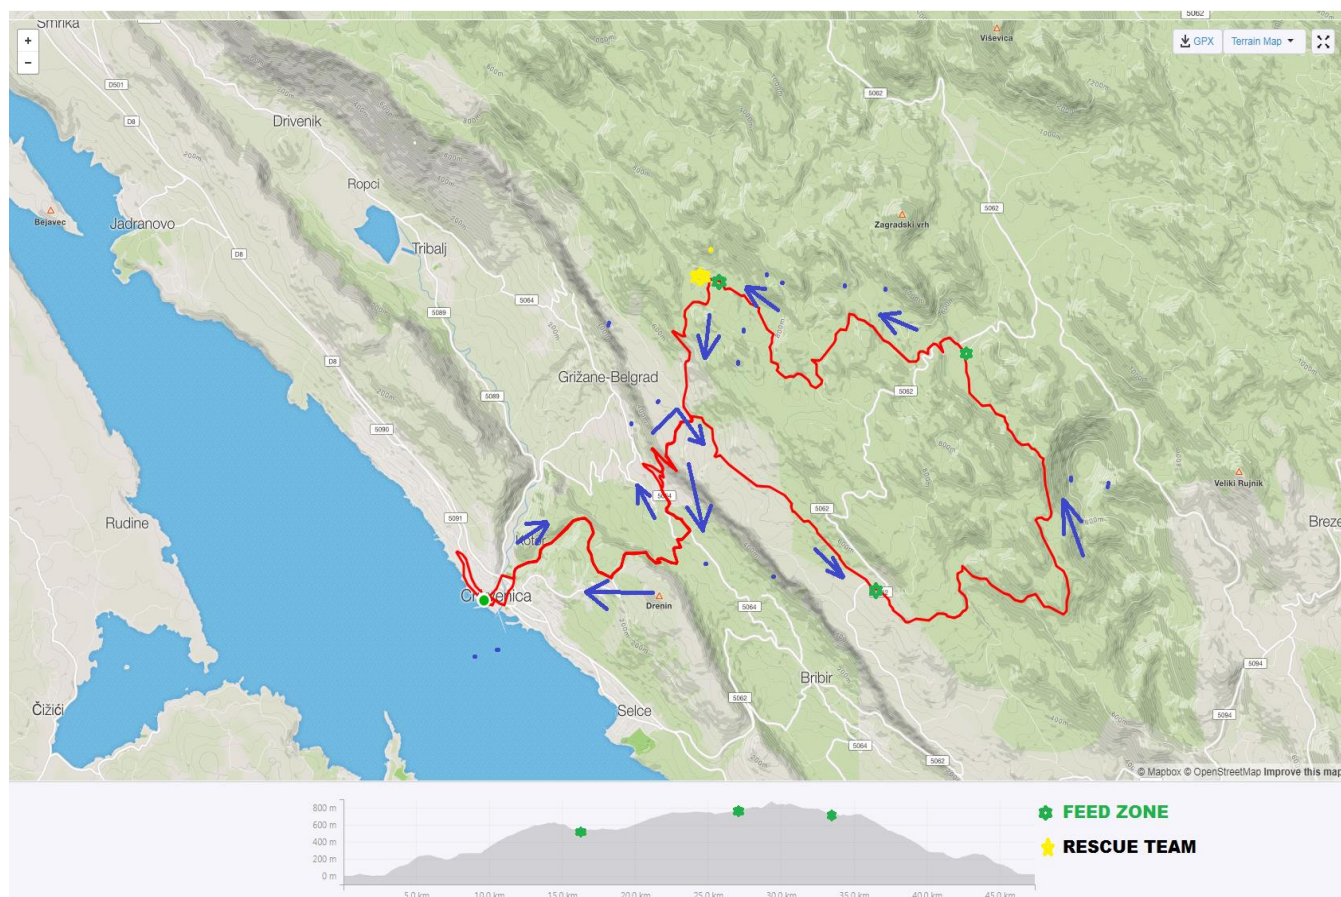 Smrika
5062
Viševica
+
−
GPX
Terrain Map
D501
5062
D8
Drivenik
Ropci
5062
Bejavec
Jadranovo
Zagradski vrh
Tribalj
D8
5064
5089
D8
Grižane-Belgrad
5062
5089
5090
Veliki Rujnik
5064
5091
5062
Rudine
Breze
Kotor
Drenin
5064
5094
Bribir
5062
Čižići
Selce
5094
5064
5062
© Mapbox © OpenStreetMap Improve this map
800 m
600 m
400 m
200 m
0 m
5.0 km
10.0 km
15.0 km
20.0 km
25.0 km
30.0 km
35.0 km
40.0 km
45.0 km
FEED ZONE
RESCUE TEAM